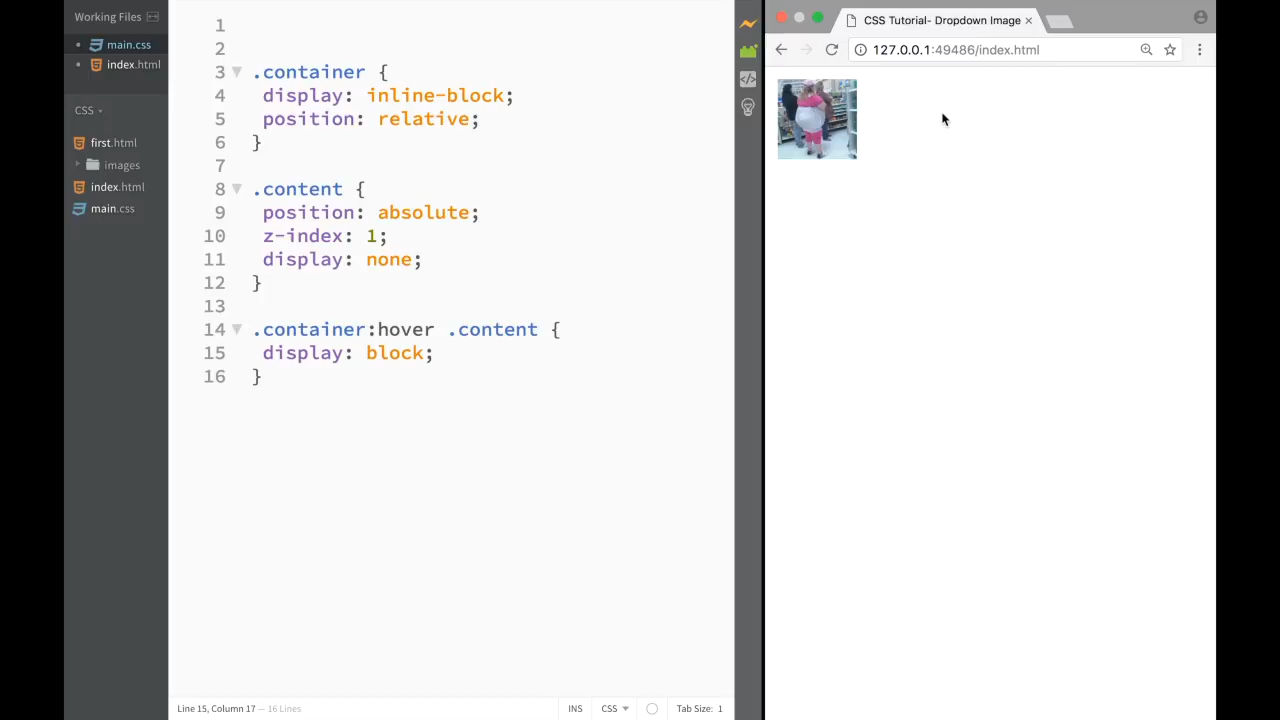 Working Files
main.css
index.html
CSS
first.html
images
index.html
main.css
1
2
3 .container {
4 display: inline-block;
5 position: relative;
6 }
7
8 .content {
9 position: absolute;
10 z-index: 1;
11 display: none;
12 }
13
14 .container:hover .content {
15 display: block;
16 }
Line 15, Column 17 — 16 Lines
INS CSS Tab Size: 1
CSS Tutorial- Dropdown Image
127.0.0.1:49486/index.html